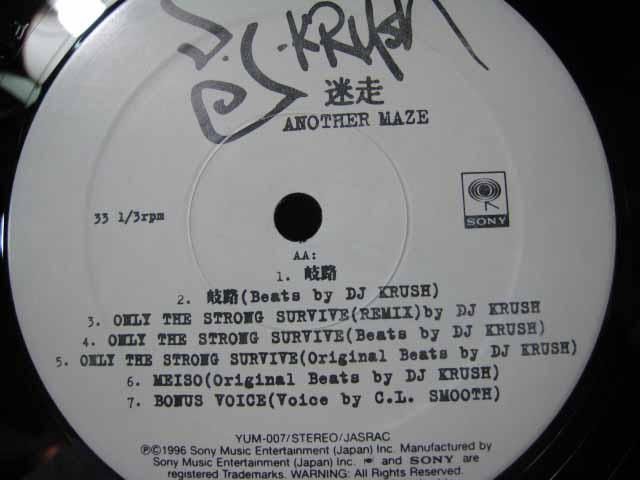 DJ-KRUSH
迷走
ANOTHER MAZE
33 1/3rpm
SONY
AA:
1. 岐路
2. 岐路(Beats by DJ KRUSH)
3. ONLY THE STRONG SURVIVE(REMIX)by DJ KRUSH
4. ONLY THE STRONG SURVIVE(Beats by DJ KRUSH)
5. ONLY THE STRONG SURVIVE(Original Beats by DJ KRUSH)
6. MEISO(Original Beats by DJ KRUSH)
7. BONUS VOICE(Voice by C.L. SMOOTH)
YUM-007/STEREO/JASRAC
℗©1996 Sony Music Entertainment (Japan) Inc. Manufactured by
Sony Music Entertainment (Japan) Inc. and SONY are
registered Trademarks. WARNING: All Rights Reserved.